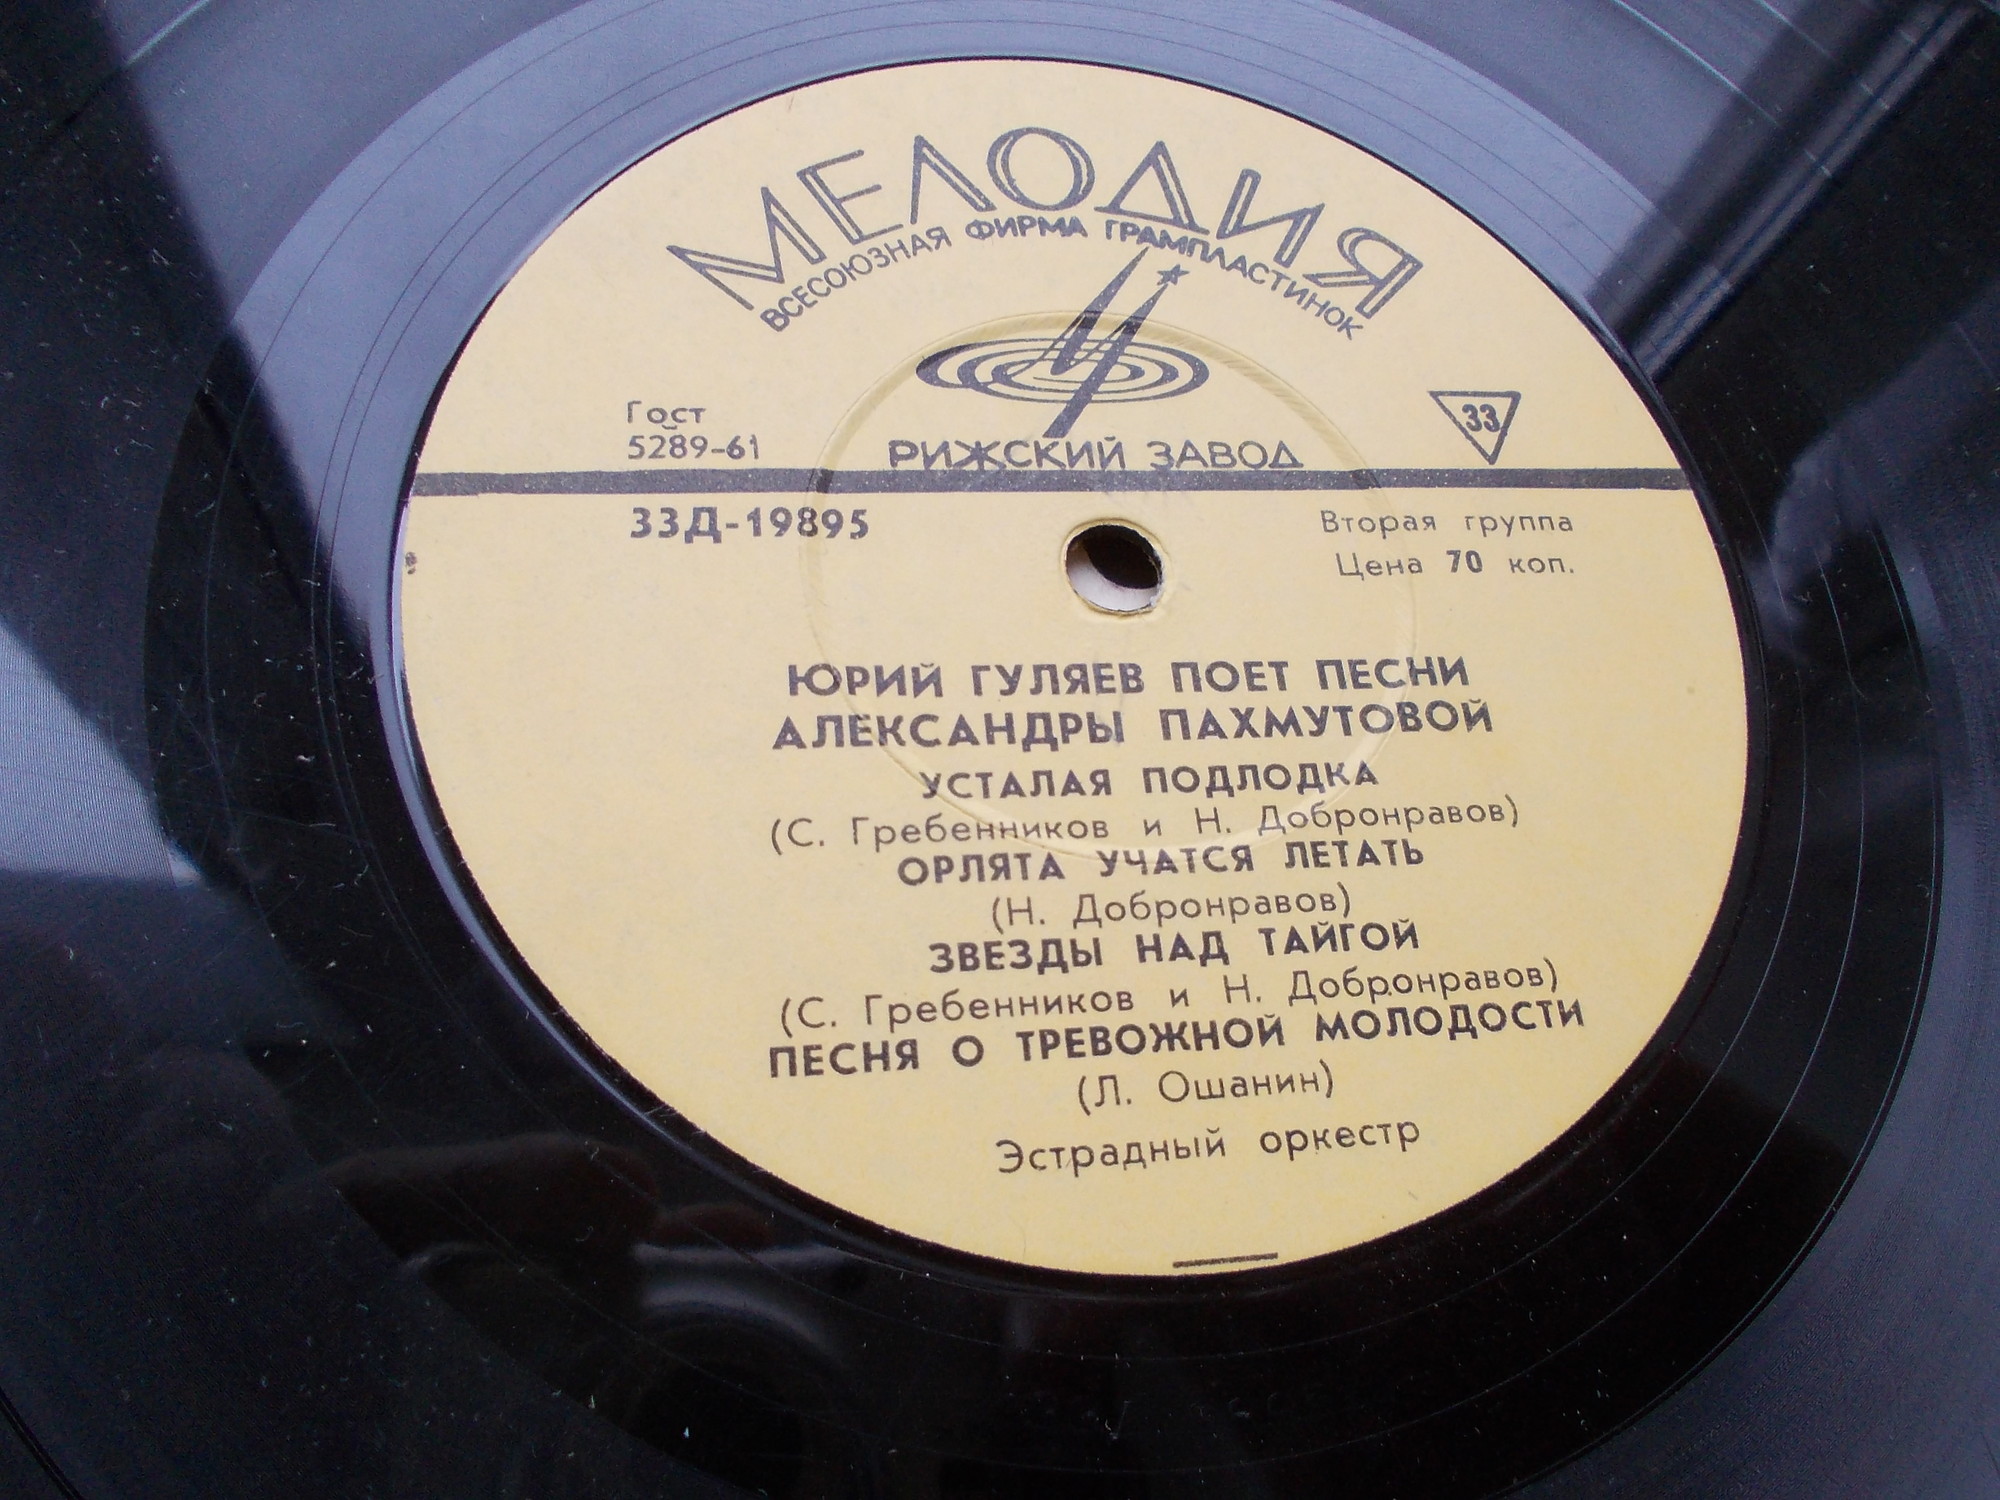 МЕЛОДИЯ
ВСЕСОЮЗНАЯ ФИРМА ГРАМПЛАСТИНОК
Гост
5289-61
РИЖСКИЙ ЗАВОД
33
33Д-19895
Вторая группа
Цена 70 коп.
ЮРИЙ ГУЛЯЕВ ПОЕТ ПЕСНИ
АЛЕКСАНДРЫ ПАХМУТОВОЙ
УСТАЛАЯ ПОДЛОДКА
(С. Гребенников и Н. Добронравов)
ОРЛЯТА УЧАТСЯ ЛЕТАТЬ
(Н. Добронравов)
ЗВЕЗДЫ НАД ТАЙГОЙ
(С. Гребенников и Н. Добронравов)
ПЕСНЯ О ТРЕВОЖНОЙ МОЛОДОСТИ
(Л. Ошанин)
Эстрадный оркестр